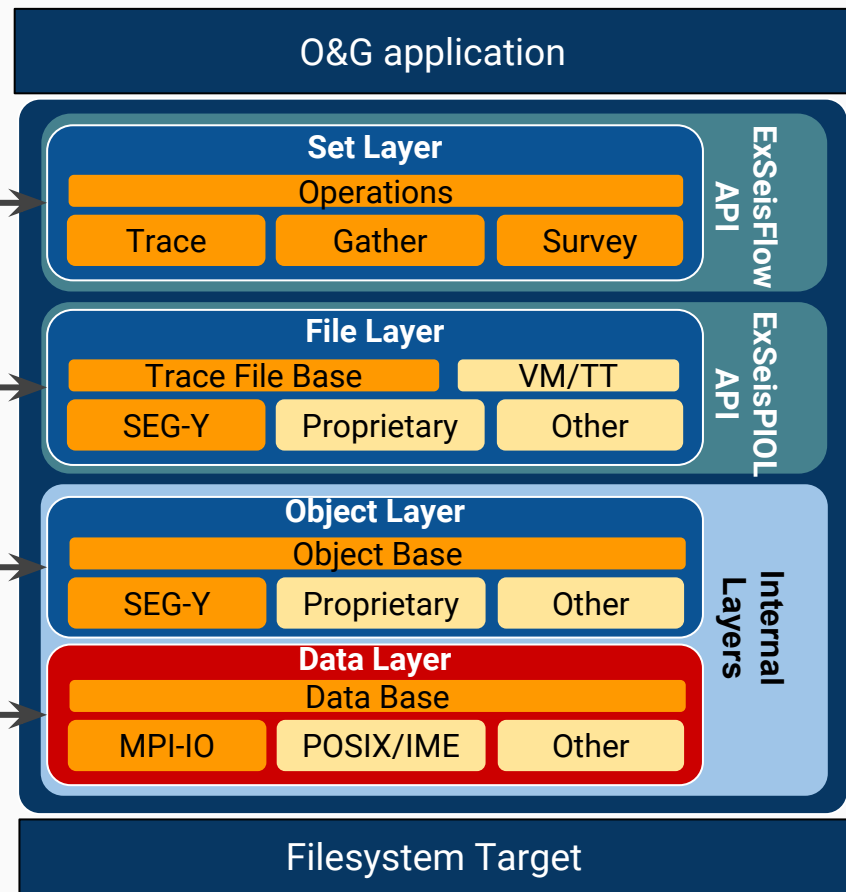 O&G application
Set Layer
Operations
Trace
Gather
Survey
ExSeisFlow
API
File Layer
Trace File Base
VM/TT
SEG-Y
Proprietary
Other
ExSeisPIOL
API
Object Layer
Object Base
SEG-Y
Proprietary
Other
Data Layer
Data Base
MPI-IO
POSIX/IME
Other
Internal
Layers
Filesystem Target